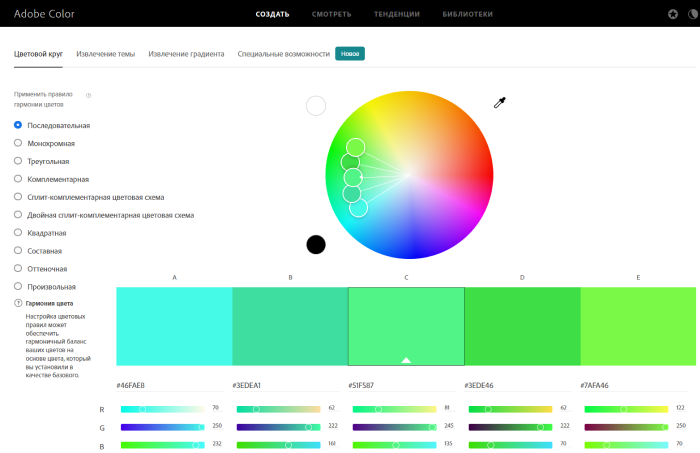 Adobe Color
СОЗДАТЬ СМОТРЕТЬ ТЕНДЕНЦИИ БИБЛИОТЕКИ
Цветовой круг Извлечение темы Извлечение градиента Специальные возможности Новое
Применить правило
гармонии цветов
Последовательная
Монохромная
Треугольная
Комплементарная
Сплит-комплементарная цветовая схема
Двойная сплит-комплементарная цветовая схема
Квадратная
Составная
Оттеночная
Произвольная
Гармония цвета
Настройка цветовых
правил может
обеспечить
гармоничный баланс
ваших цветов на
основе цвета, который
вы установили в
качестве базового.
A B C D E
#46FAE8 #3EDEA1 #51F587 #3EDE46 #7AFA46
R 70 62 81 62 122
G 250 222 245 222 250
B 232 161 135 70 70